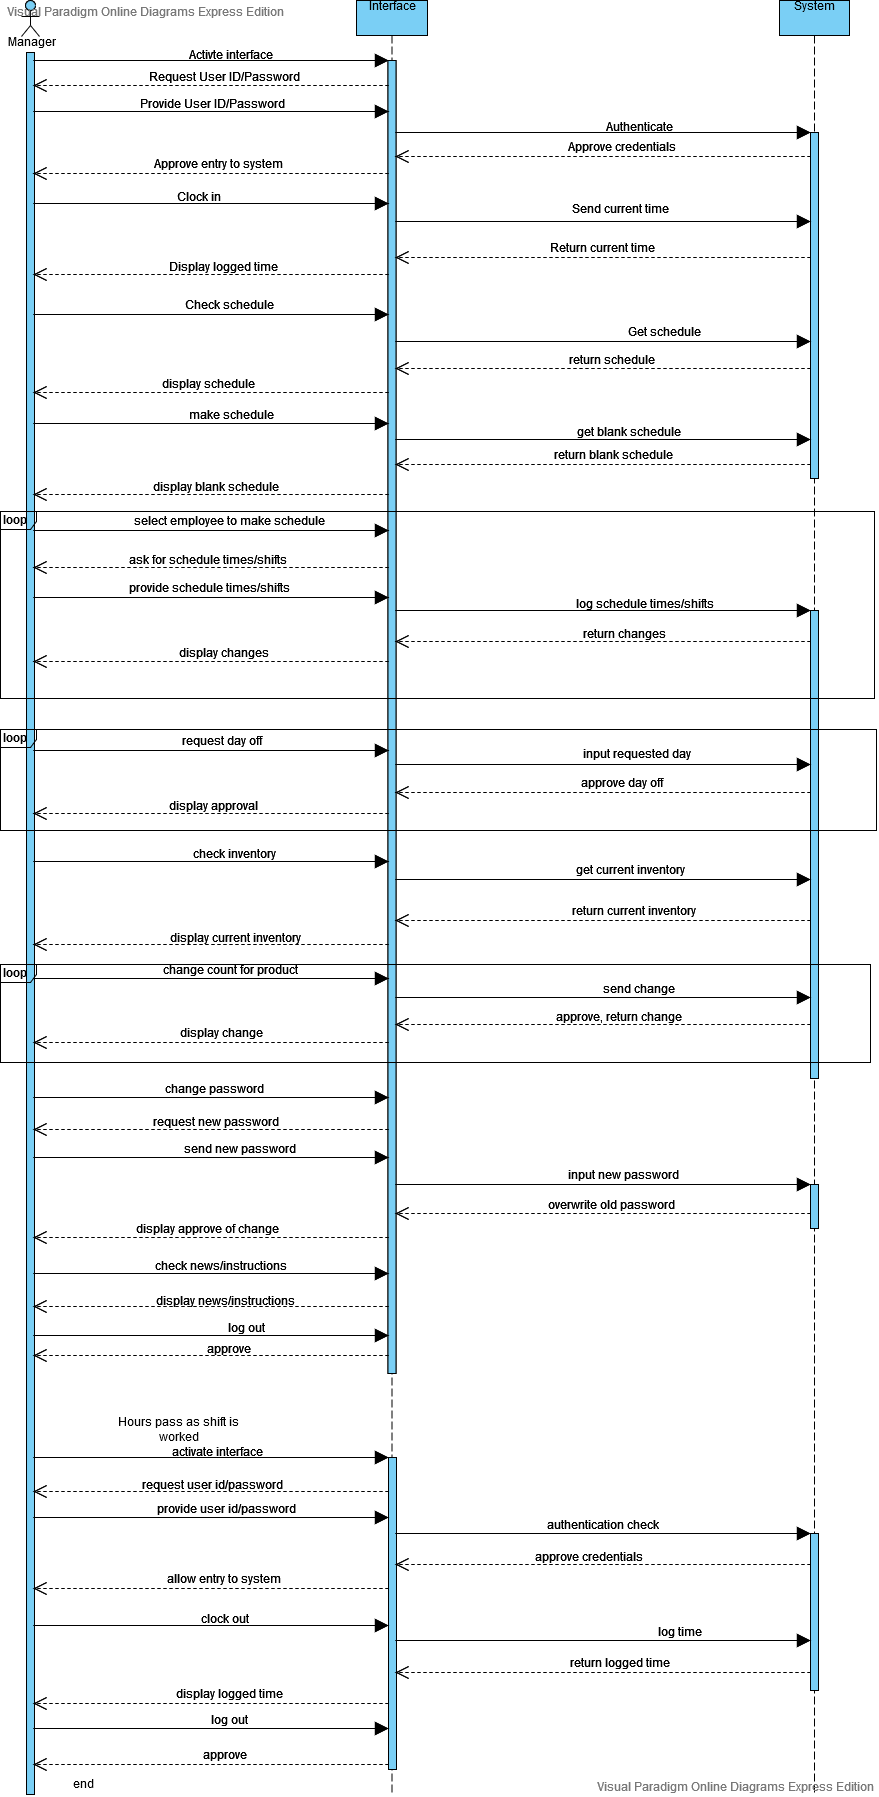 Visual Paradigm Online Diagrams Express Edition
Interface
System
Manager
Activte interface
Request User ID/Password
Provide User ID/Password
Authenticate
Approve credentials
Approve entry to system
Clock in
Send current time
Return current time
Display logged time
Check schedule
Get schedule
return schedule
display schedule
make schedule
get blank schedule
return blank schedule
display blank schedule
loop
select employee to make schedule
ask for schedule times/shifts
provide schedule times/shifts
log schedule times/shifts
return changes
display changes
loop
request day off
input requested day
approve day off
display approval
check inventory
get current inventory
return current inventory
display current inventory
loop
change count for product
send change
approve, return change
display change
change password
request new password
send new password
input new password
overwrite old password
display approve of change
check news/instructions
display news/instructions
log out
approve
Hours pass as shift is
worked
activate interface
request user id/password
provide user id/password
authentication check
approve credentials
allow entry to system
clock out
log time
return logged time
display logged time
log out
approve
end
Visual Paradigm Online Diagrams Express Edition